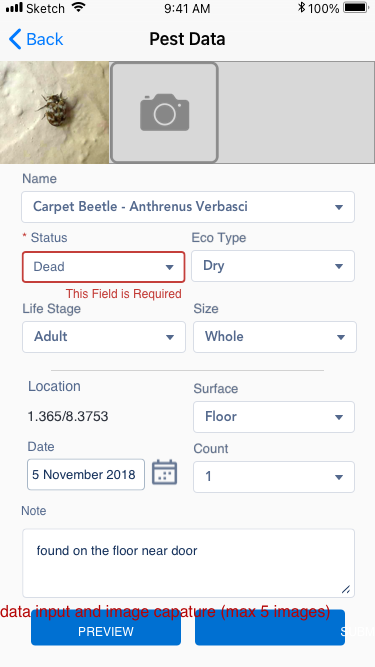 Sketch 9:41 AM 100%
Back Pest Data
Name
Carpet Beetle - Anthrenus Verbasci
* Status Eco Type
Dead Dry
This Field is Required
Life Stage Size
Adult Whole
Location Surface
1.365/8.3753 Floor
Date Count
5 November 2018 1
Note
found on the floor near door
data input and image capature (max 5 images)
PREVIEW